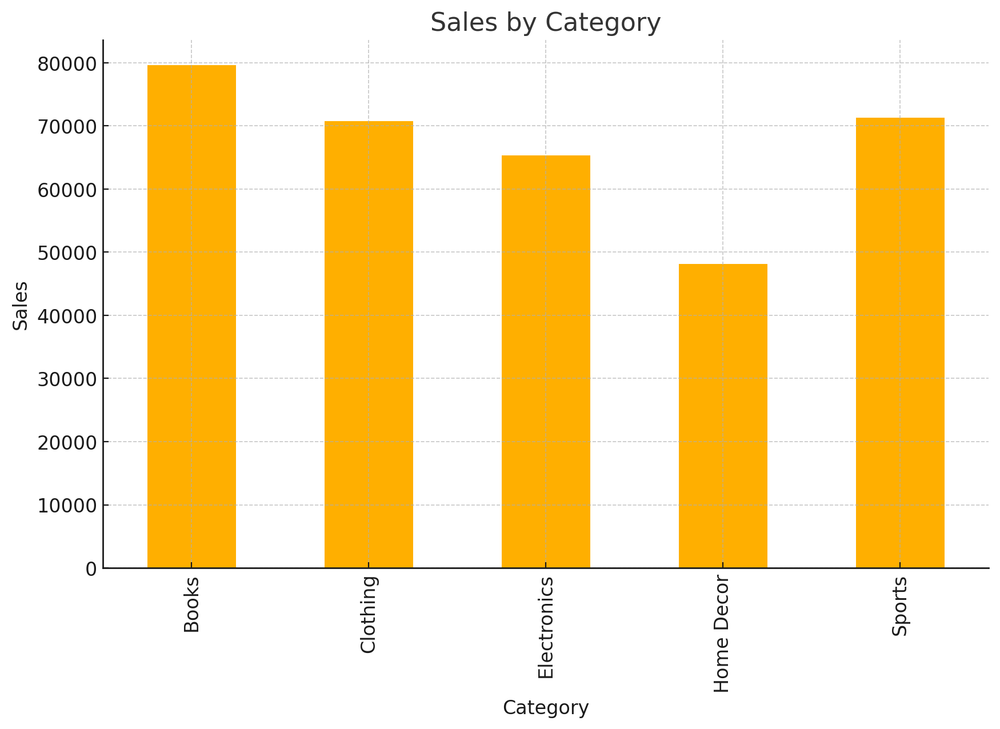 Sales by Category
80000
70000
60000
50000
40000
30000
20000
10000
0
Sales
Books
Clothing
Electronics
Home Decor
Sports
Category